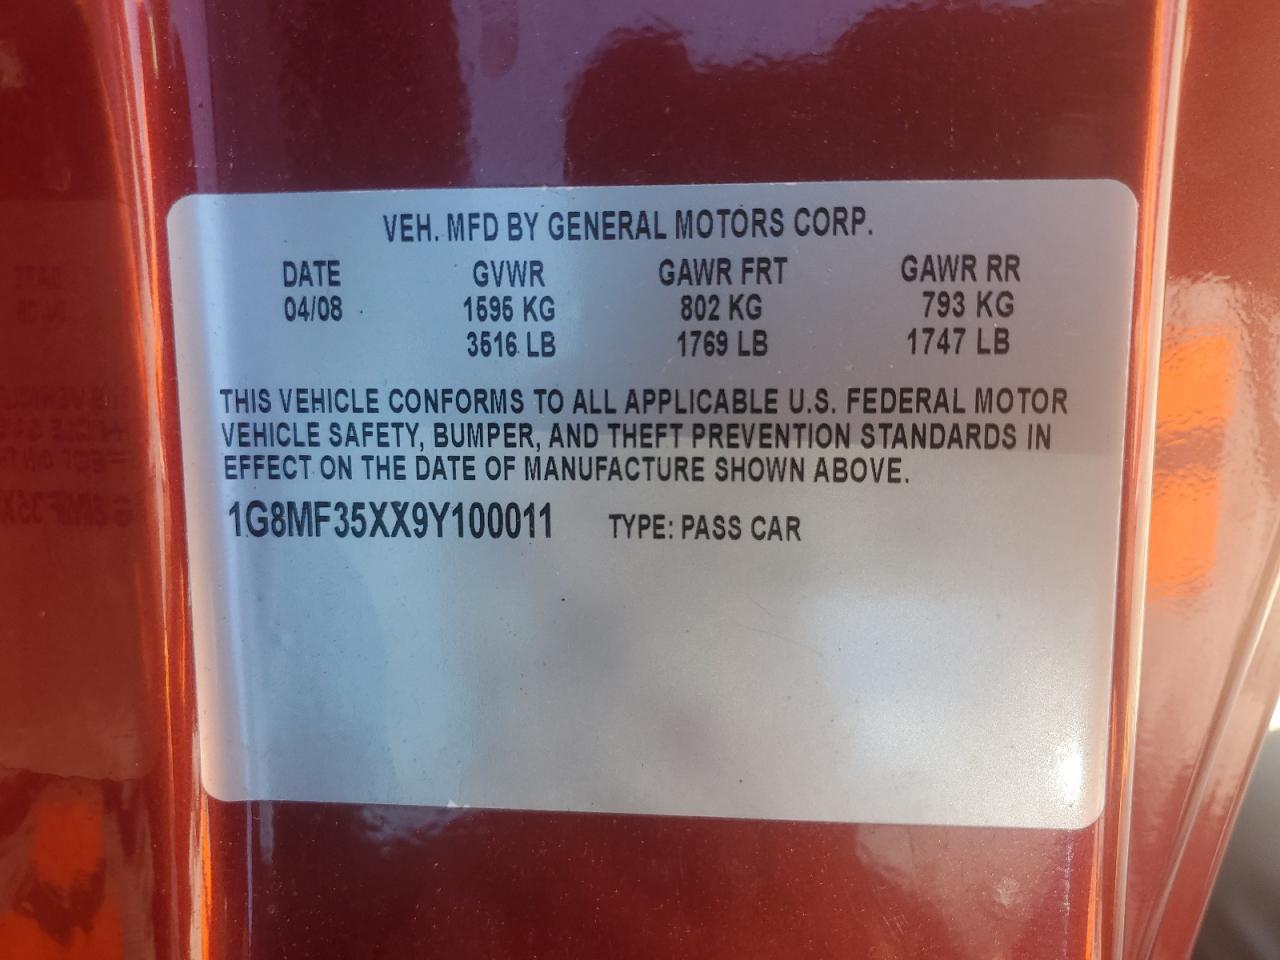 VEH. MFD BY GENERAL MOTORS CORP.
DATE GVWR GAWR FRT GAWR RR
04/08 1595 KG 802 KG 793 KG
3516 LB 1769 LB 1747 LB
THIS VEHICLE CONFORMS TO ALL APPLICABLE U.S. FEDERAL MOTOR
VEHICLE SAFETY, BUMPER, AND THEFT PREVENTION STANDARDS IN
EFFECT ON THE DATE OF MANUFACTURE SHOWN ABOVE.
1G8MF35XX9Y100011 TYPE: PASS CAR